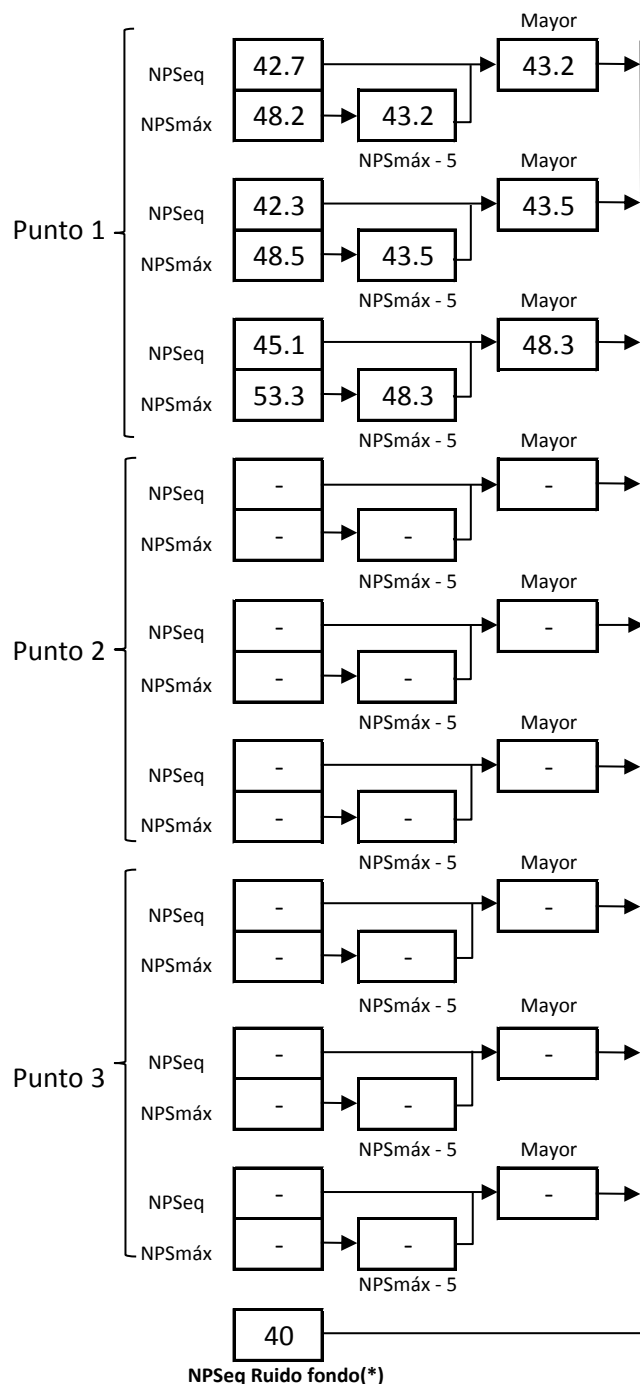 Mayor
NPSeq 42.7 43.2
NPSmáx 48.2 43.2
NPSmáx - 5
Mayor
Punto 1
NPSeq 42.3 43.5
NPSmáx 48.5 43.5
NPSmáx - 5
Mayor
NPSeq 45.1 48.3
NPSmáx 53.3 48.3
NPSmáx - 5
Mayor
NPSeq - -
NPSmáx - -
NPSmáx - 5
Mayor
Punto 2
NPSeq - -
NPSmáx - -
NPSmáx - 5
Mayor
NPSeq - -
NPSmáx - -
NPSmáx - 5
Mayor
NPSeq - -
NPSmáx - -
NPSmáx - 5
Mayor
Punto 3
NPSeq - -
NPSmáx - -
NPSmáx - 5
Mayor
NPSeq - -
NPSmáx - -
NPSmáx - 5
40
NPSeq Ruido fondo(*)